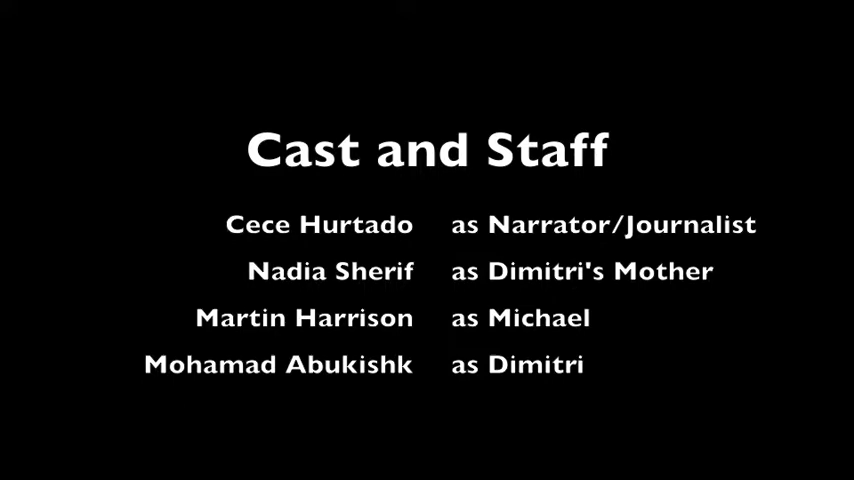 Cast and Staff
Cece Hurtado as Narrator/Journalist
Nadia Sherif as Dimitri's Mother
Martin Harrison as Michael
Mohamad Abukishk as Dimitri